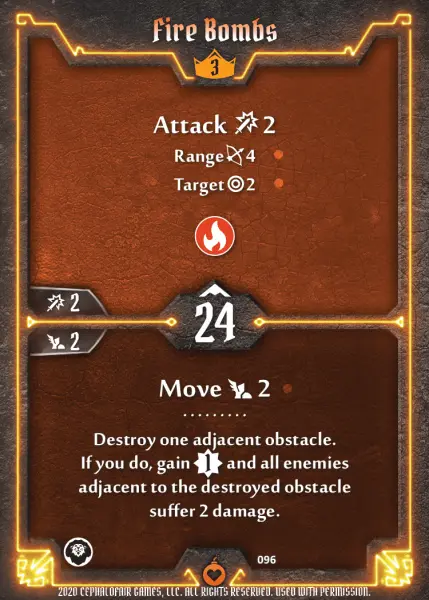 Fire Bombs
3
Attack 2
Range 4
Target 2
2
24
2
Move 2
.........
Destroy one adjacent obstacle.
If you do, gain 1 and all enemies
adjacent to the destroyed obstacle
suffer 2 damage.
096
2020 Cephalofair Games, LLC. All rights reserved. Used with permission.